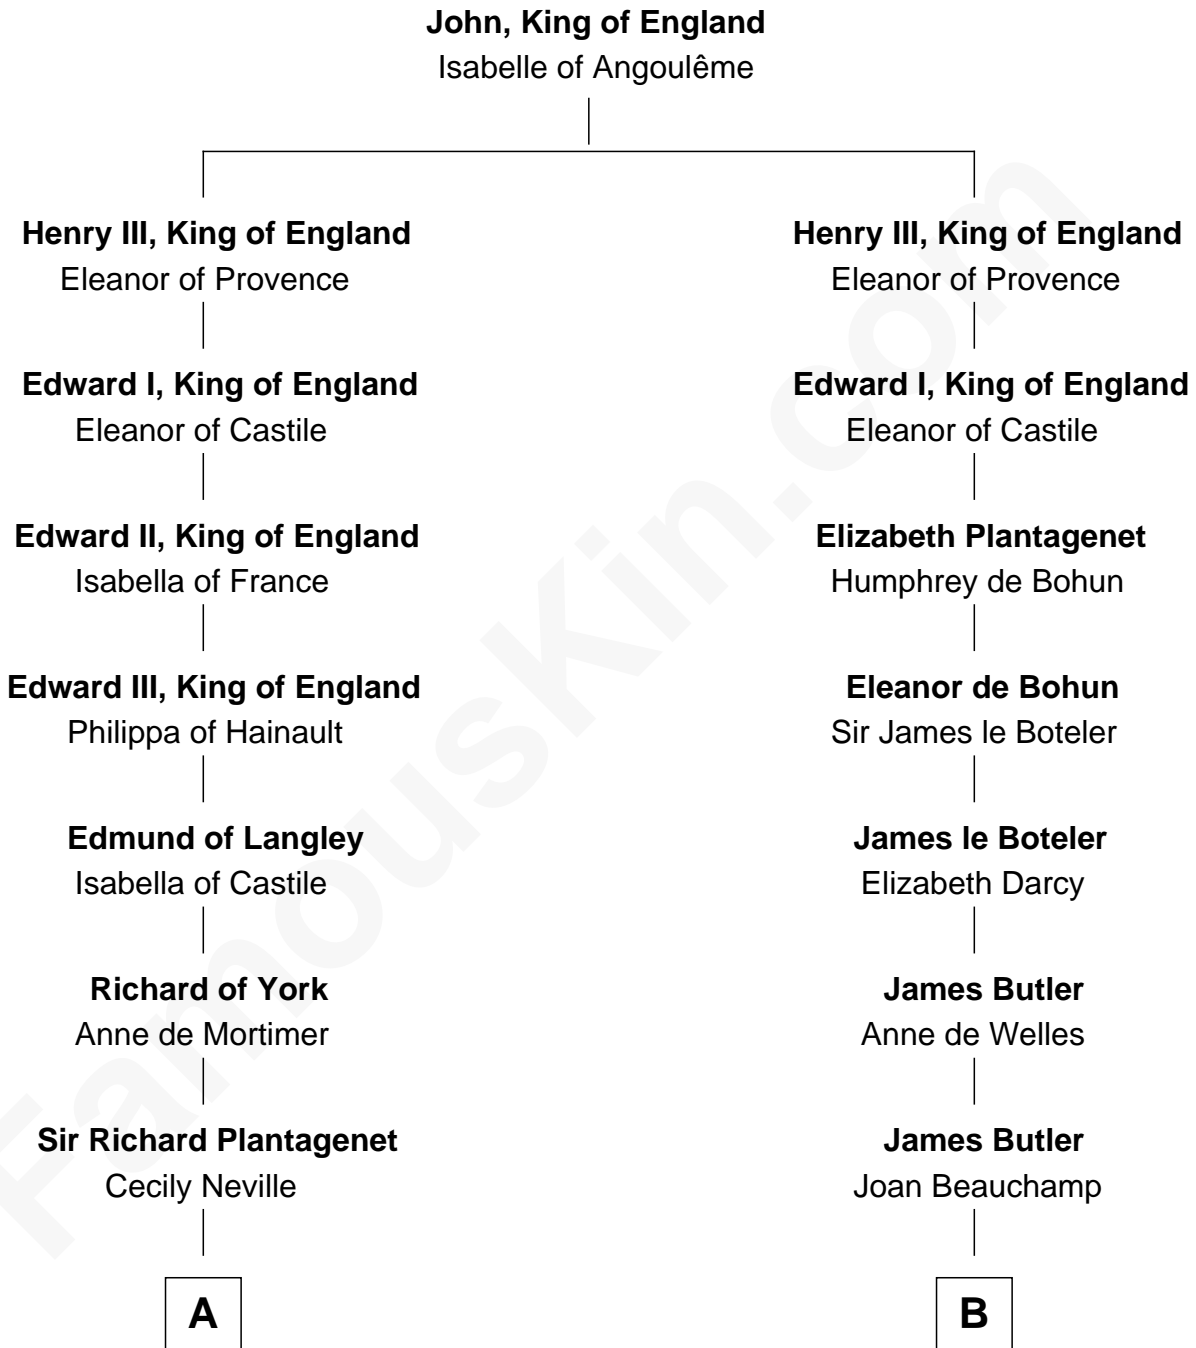 John, King of England
Isabelle of Angoulême
Henry III, King of England
Eleanor of Provence
Edward I, King of England
Eleanor of Castile
Edward II, King of England
Isabella of France
Edward III, King of England
Philippa of Hainault
Edmund of Langley
Isabella of Castile
Richard of York
Anne de Mortimer
Sir Richard Plantagenet
Cecily Neville
A
Henry III, King of England
Eleanor of Provence
Edward I, King of England
Eleanor of Castile
Elizabeth Plantagenet
Humphrey de Bohun
Eleanor de Bohun
Sir James le Boteler
James le Boteler
Elizabeth Darcy
James Butler
Anne de Welles
James Butler
Joan Beauchamp
B
FamousKin.com